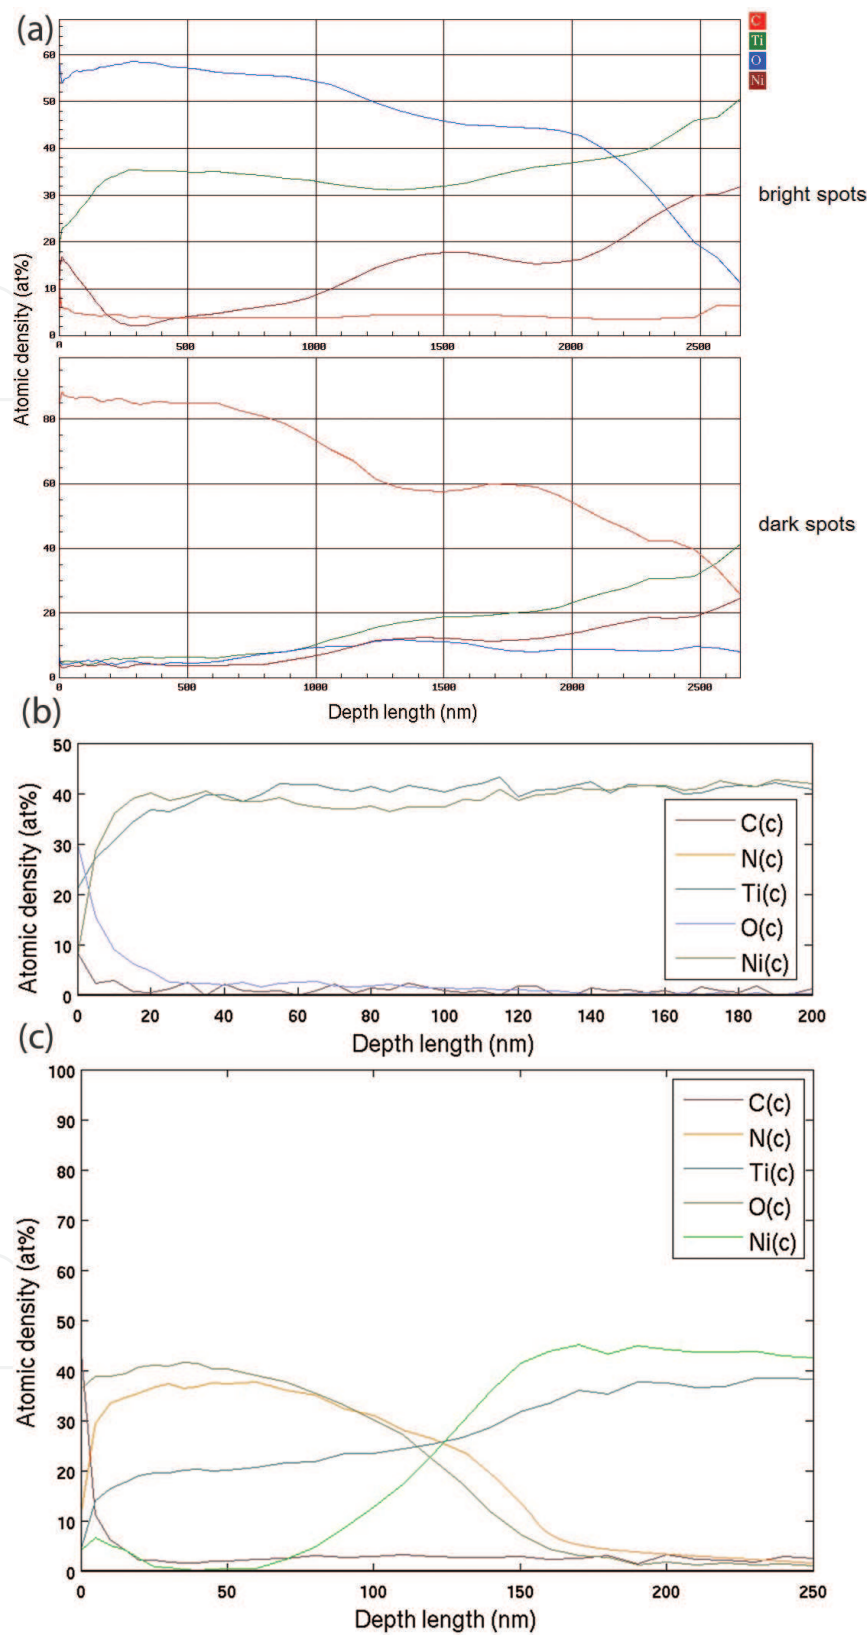 (a)
C
Ti
O
Ni
60
50
40
30
20
10
0
0 500 1000 1500 2000 2500
bright spots
Atomic density (at%)
80
60
40
20
0
0 500 1000 1500 2000 2500
dark spots
Depth length (nm)
(b)
50
40
30
20
10
0
0 20 40 60 80 100 120 140 160 180 200
Atomic density (at%)
C(c)
N(c)
Ti(c)
O(c)
Ni(c)
Depth length (nm)
(c)
100
90
80
70
60
50
40
30
20
10
0
0 50 100 150 200 250
Atomic density (at%)
C(c)
N(c)
Ti(c)
O(c)
Ni(c)
Depth length (nm)